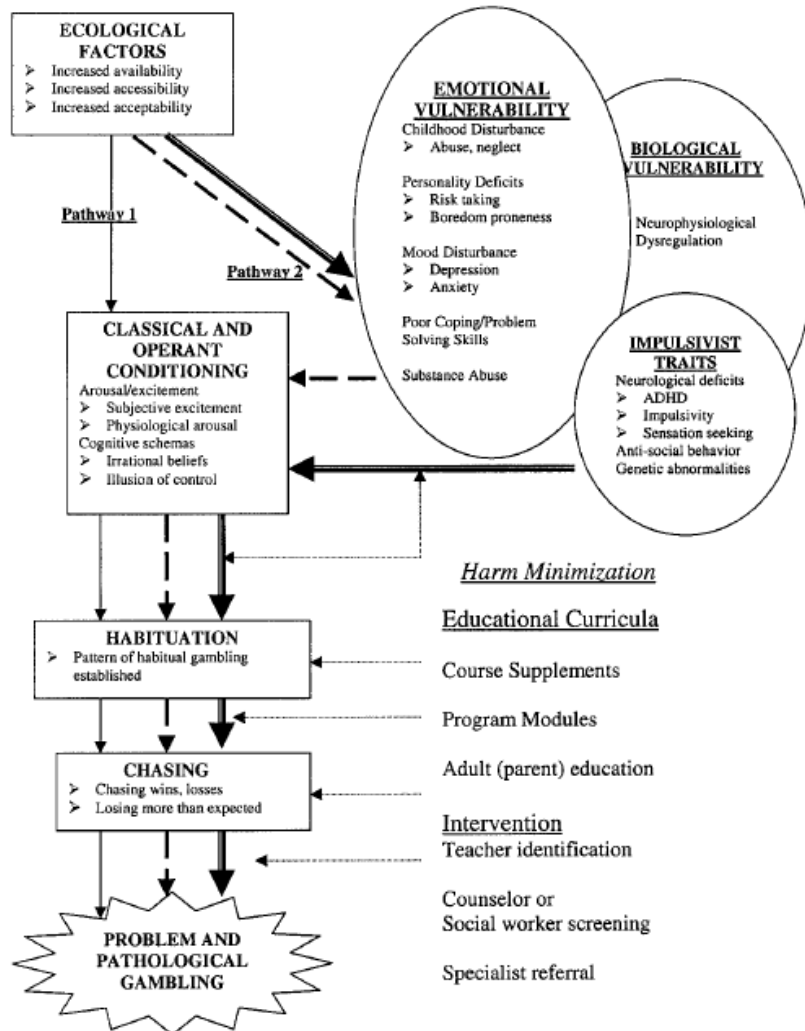 ECOLOGICAL
FACTORS
➢ Increased availability
➢ Increased accessibility
➢ Increased acceptability
Pathway 1
Pathway 2
EMOTIONAL
VULNERABILITY
Childhood Disturbance
➢ Abuse, neglect
Personality Deficits
➢ Risk taking
➢ Boredom proneness
Mood Disturbance
➢ Depression
➢ Anxiety
Poor Coping/Problem
Solving Skills
Substance Abuse
BIOLOGICAL
VULNERABILITY
Neurophysiological
Dysregulation
IMPULSIVIST
TRAITS
Neurological deficits
➢ ADHD
➢ Impulsivity
➢ Sensation seeking
Anti-social behavior
Genetic abnormalities
CLASSICAL AND
OPERANT
CONDITIONING
Arousal/excitement
➢ Subjective excitement
➢ Physiological arousal
Cognitive schemas
➢ Irrational beliefs
➢ Illusion of control
HABITUATION
➢ Pattern of habitual gambling
established
CHASING
➢ Chasing wins, losses
➢ Losing more than expected
PROBLEM AND
PATHOLOGICAL
GAMBLING
Harm Minimization
Educational Curricula
Course Supplements
Program Modules
Adult (parent) education
Intervention
Teacher identification
Counselor or
Social worker screening
Specialist referral